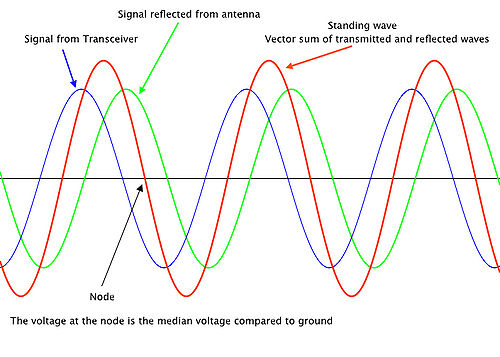 Signal reflected from antenna
Signal from Transceiver
Standing wave
Vector sum of transmitted and reflected waves
Node
The voltage at the node is the median voltage compared to ground